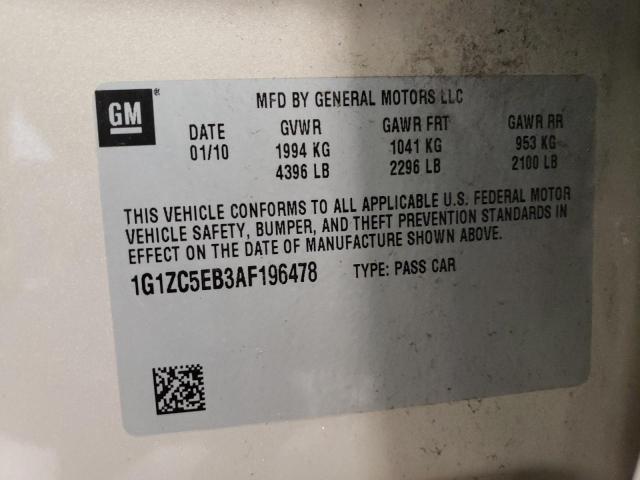 GM ®
MFD BY GENERAL MOTORS LLC
DATE GVWR GAWR FRT GAWR RR
01/10 1994 KG 1041 KG 953 KG
4396 LB 2296 LB 2100 LB
THIS VEHICLE CONFORMS TO ALL APPLICABLE U.S. FEDERAL MOTOR
VEHICLE SAFETY, BUMPER, AND THEFT PREVENTION STANDARDS IN
EFFECT ON THE DATE OF MANUFACTURE SHOWN ABOVE.
1G1ZC5EB3AF196478 TYPE: PASS CAR